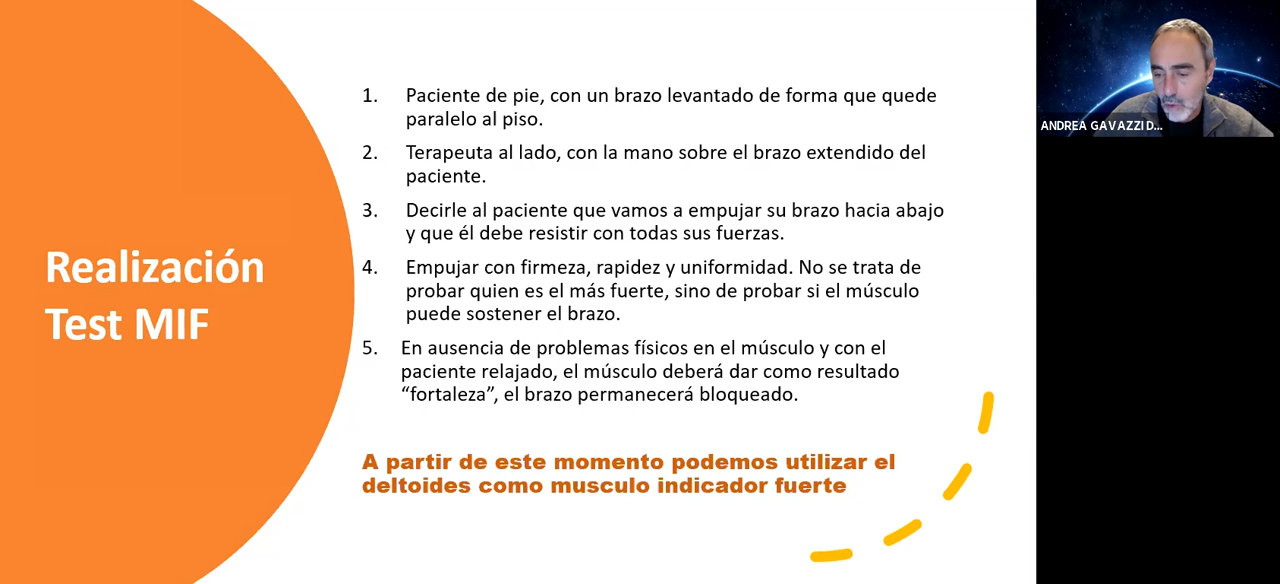 Realización
Test MIF
1. Paciente de pie, con un brazo levantado de forma que quede
paralelo al piso.
2. Terapeuta al lado, con la mano sobre el brazo extendido del
paciente.
3. Decirle al paciente que vamos a empujar su brazo hacia abajo
y que él debe resistir con todas sus fuerzas.
4. Empujar con firmeza, rapidez y uniformidad. No se trata de
probar quien es el más fuerte, sino de probar si el músculo
puede sostener el brazo.
5. En ausencia de problemas físicos en el músculo y con el
paciente relajado, el músculo deberá dar como resultado
“fortaleza”, el brazo permanecerá bloqueado.
A partir de este momento podemos utilizar el
deltoides como musculo indicador fuerte
ANDREA GAVAZZI D...